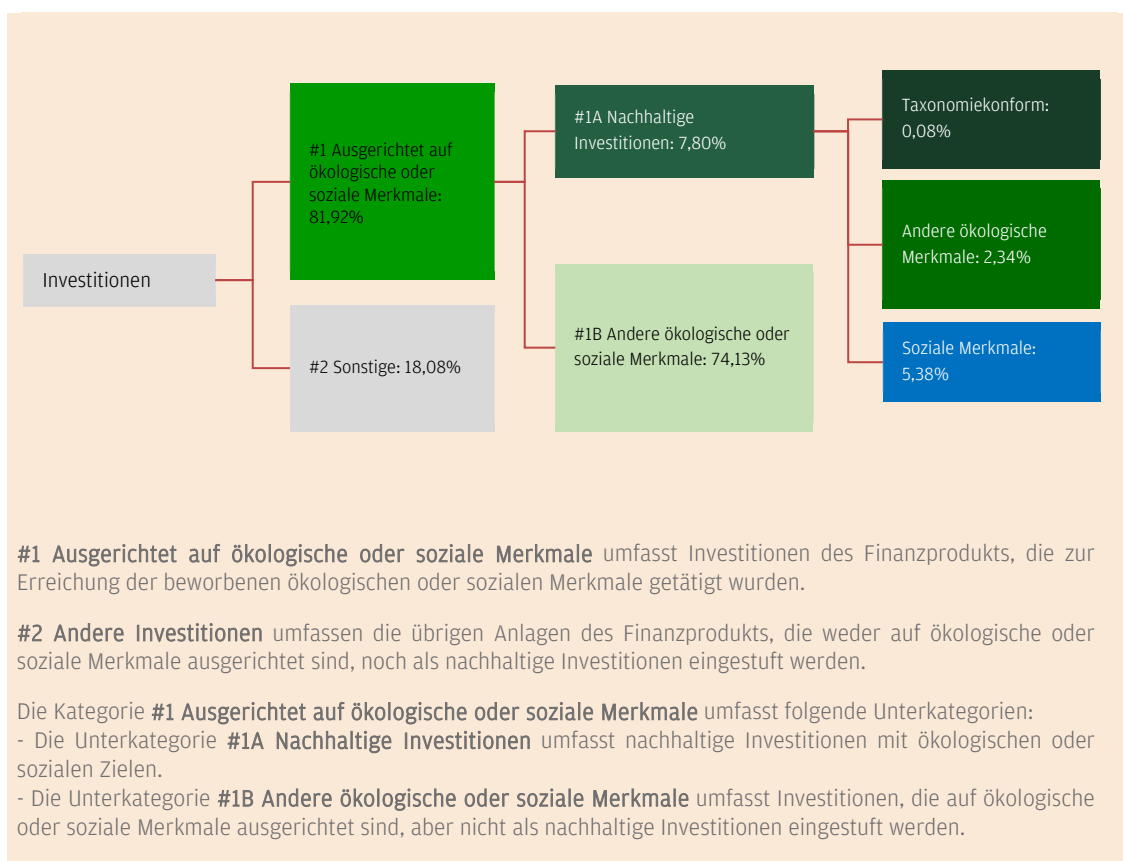 Investitionen
#1 Ausgerichtet auf
ökologische oder
soziale Merkmale:
81,92%
#2 Sonstige: 18,08%
#1A Nachhaltige
Investitionen: 7,80%
#1B Andere ökologische oder
soziale Merkmale: 74,13%
Taxonomiekonform:
0,08%
Andere ökologische
Merkmale: 2,34%
Soziale Merkmale:
5,38%
#1 Ausgerichtet auf ökologische oder soziale Merkmale umfasst Investitionen des Finanzprodukts, die zur
Erreichung der beworbenen ökologischen oder sozialen Merkmale getätigt wurden.
#2 Andere Investitionen umfassen die übrigen Anlagen des Finanzprodukts, die weder auf ökologische oder
soziale Merkmale ausgerichtet sind, noch als nachhaltige Investitionen eingestuft werden.
Die Kategorie #1 Ausgerichtet auf ökologische oder soziale Merkmale umfasst folgende Unterkategorien:
- Die Unterkategorie #1A Nachhaltige Investitionen umfasst nachhaltige Investitionen mit ökologischen oder
sozialen Zielen.
- Die Unterkategorie #1B Andere ökologische oder soziale Merkmale umfasst Investitionen, die auf ökologische
oder soziale Merkmale ausgerichtet sind, aber nicht als nachhaltige Investitionen eingestuft werden.